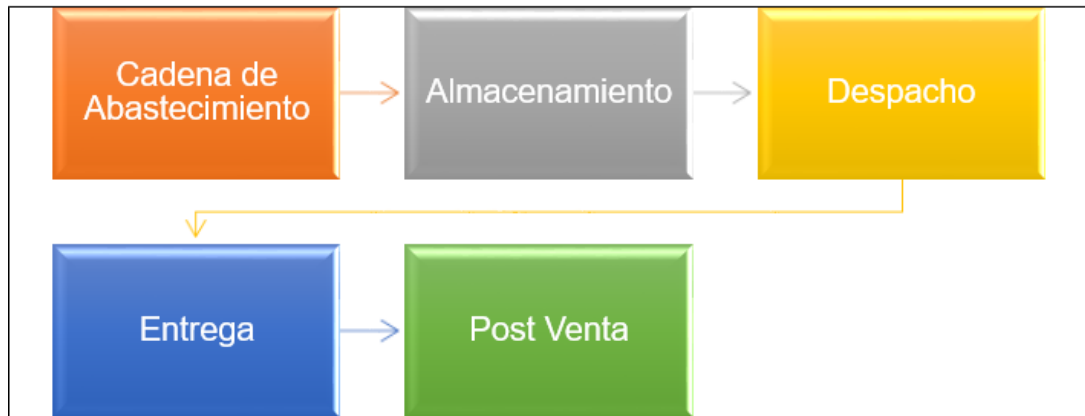 Cadena de
Abastecimiento
Almacenamiento
Despacho
Entrega
Post Venta